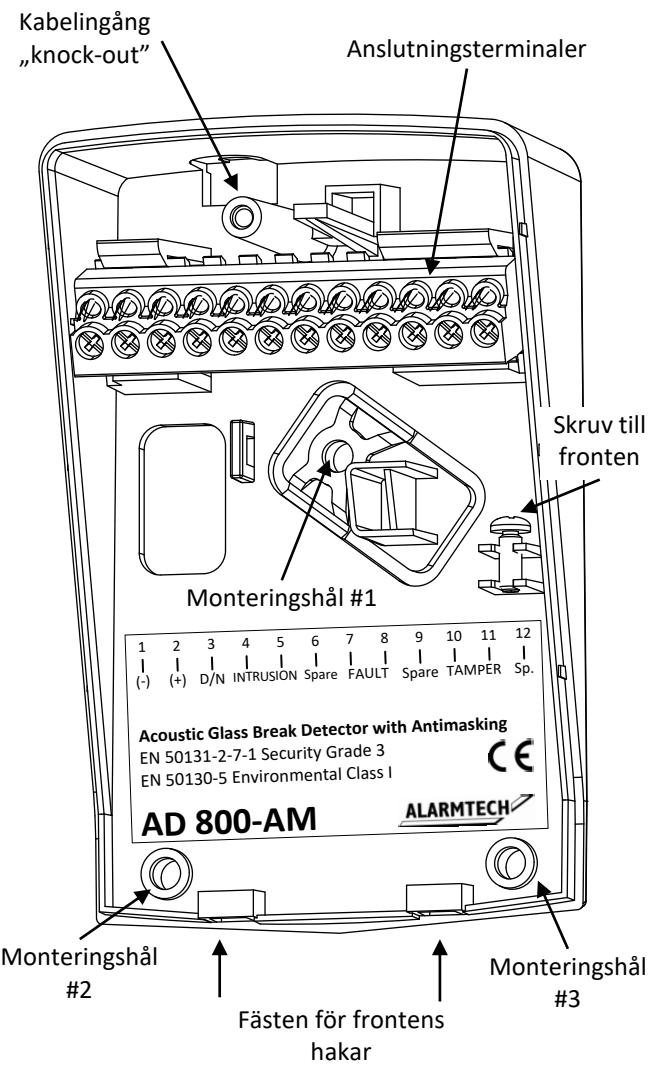 Kabelingång
„knock-out”
Anslutningsterminaler
Skruv till
fronten
Monteringshål #1
1 2 3 4 5 6 7 8 9 10 11 12
(-) (+) D/N INTRUSION Spare FAULT Spare TAMPER Sp.
Acoustic Glass Break Detector with Antimasking
EN 50131-2-7-1 Security Grade 3
EN 50130-5 Environmental Class I
CE
AD 800-AM
ALARMTECH
Monteringshål
#2
Monteringshål
#3
Fästen för frontens
hakar